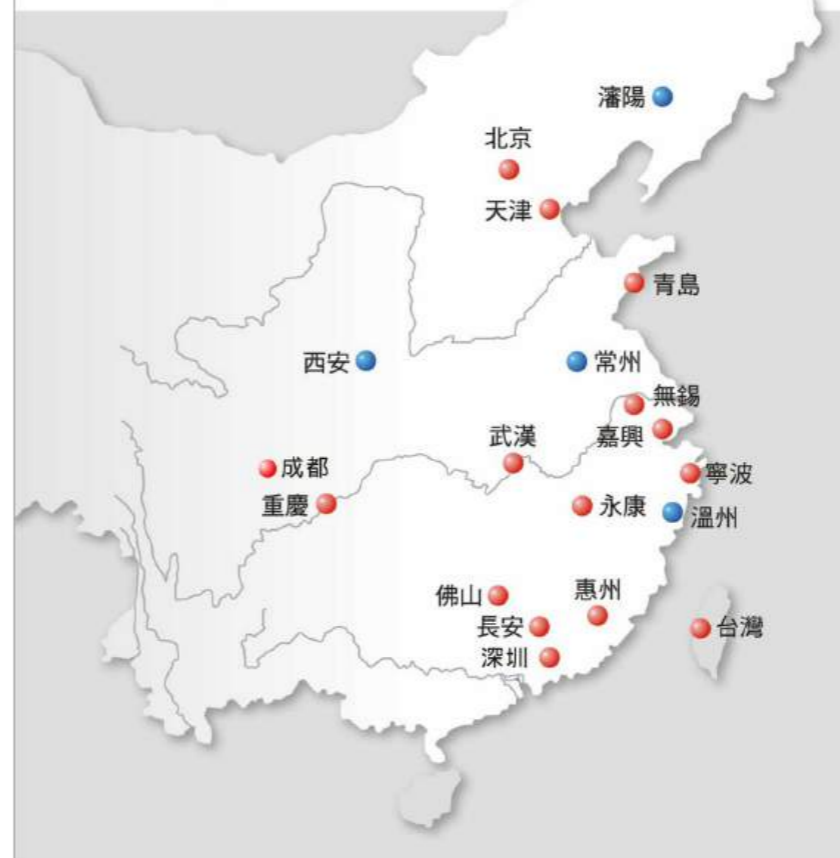 瀋陽
北京
天津
青島
西安
常州
無錫
武漢
嘉興
成都
寧波
重慶
永康
溫州
佛山
惠州
長安
台灣
深圳